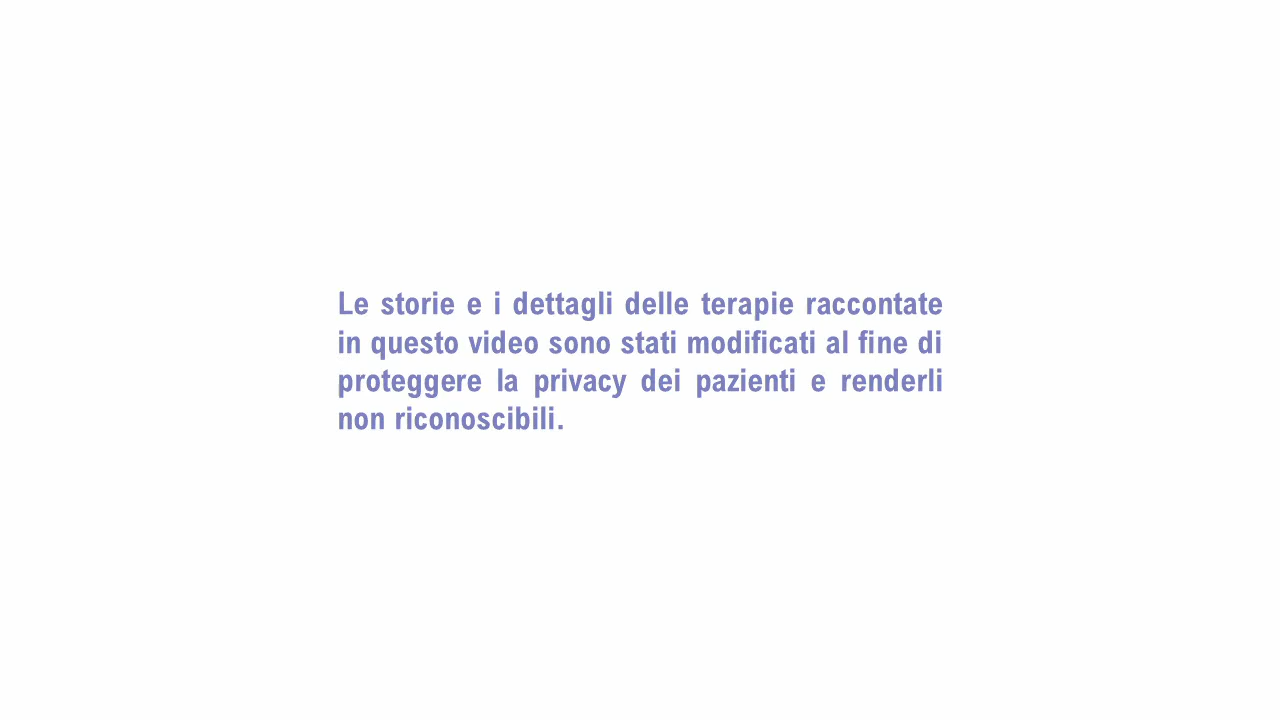 Le storie e i dettagli delle terapie raccontate
in questo video sono stati modificati al fine di
proteggere la privacy dei pazienti e renderli
non riconoscibili.